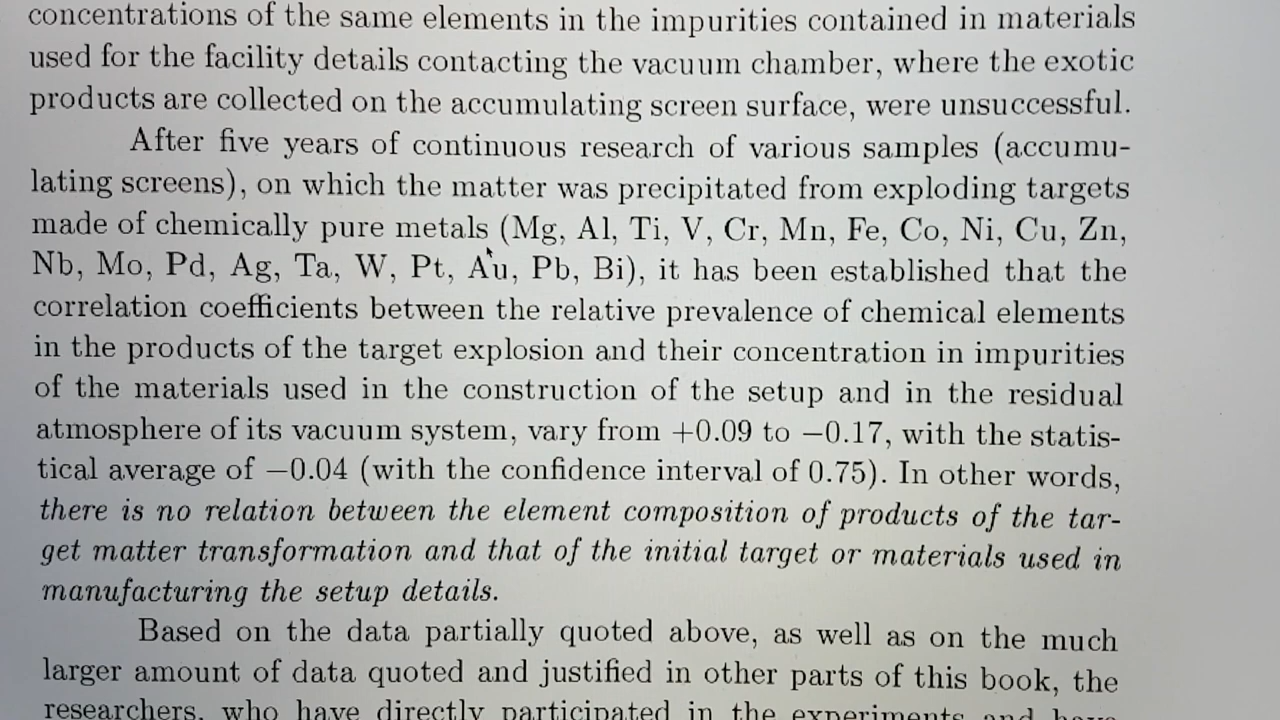 concentrations of the same elements in the impurities contained in materials
used for the facility details contacting the vacuum chamber, where the exotic
products are collected on the accumulating screen surface, were unsuccessful.
After five years of continuous research of various samples (accumu-
lating screens), on which the matter was precipitated from exploding targets
made of chemically pure metals (Mg, Al, Ti, V, Cr, Mn, Fe, Co, Ni, Cu, Zn,
Nb, Mo, Pd, Ag, Ta, W, Pt, Au, Pb, Bi), it has been established that the
correlation coefficients between the relative prevalence of chemical elements
in the products of the target explosion and their concentration in impurities
of the materials used in the construction of the setup and in the residual
atmosphere of its vacuum system, vary from +0.09 to −0.17, with the statis-
tical average of −0.04 (with the confidence interval of 0.75). In other words,
there is no relation between the element composition of products of the tar-
get matter transformation and that of the initial target or materials used in
manufacturing the setup details.
Based on the data partially quoted above, as well as on the much
larger amount of data quoted and justified in other parts of this book, the
researchers, who have directly participated in the experiments and have